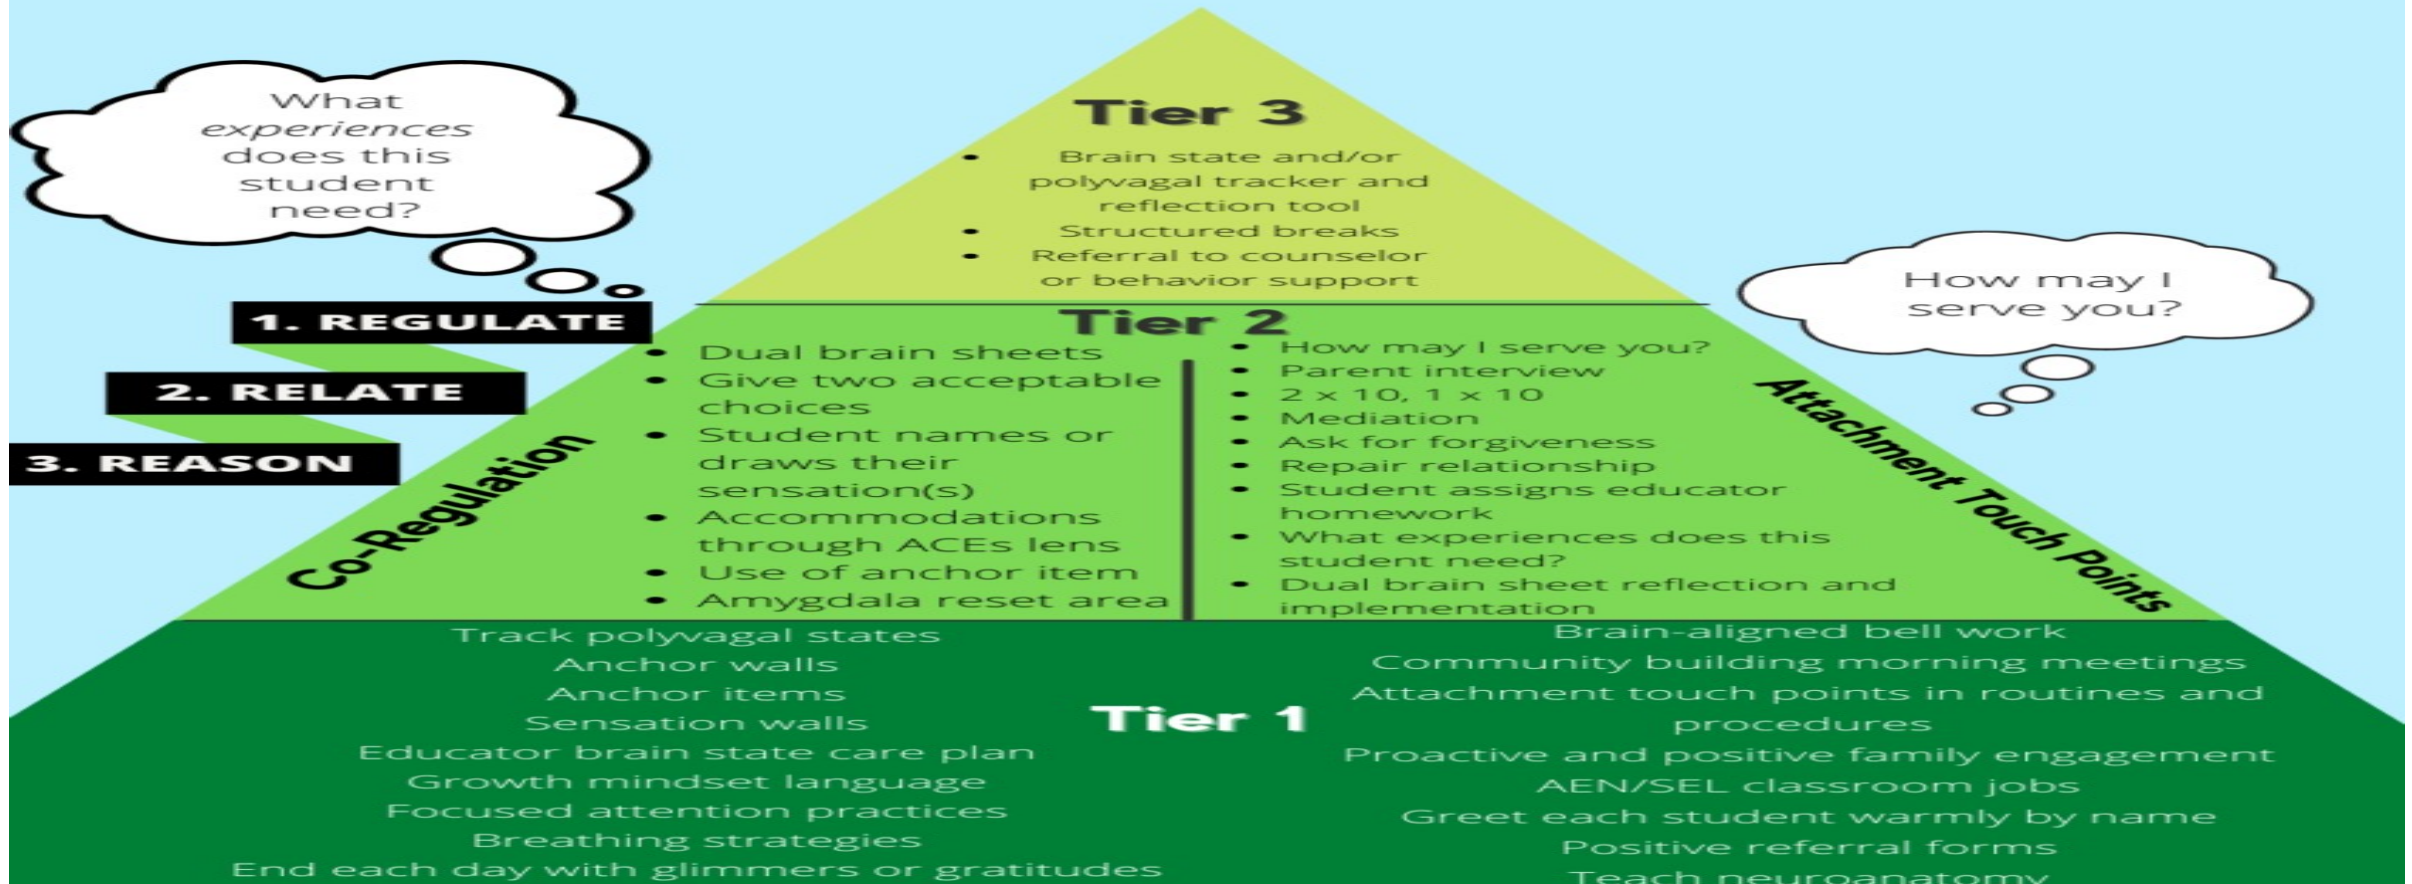 What
experiences
does this
student
need?
1. REGULATE
2. RELATE
3. REASON
Tier 3
• Brain state and/or
polyvagal tracker and
reflection tool
• Structured breaks
• Referral to counselor
or behavior support
How may I
serve you?
Tier 2
Co-Regulation
• Dual brain sheets
• Give two acceptable
choices
• Student names or
draws their
sensation(s)
• Accommodations
through ACEs lens
• Use of anchor item
• Amygdala reset area
• How may I serve you?
• Parent interview
• 2 x 10, 1 x 10
• Mediation
• Ask for forgiveness
• Repair relationship
• Student assigns educator
homework
• What experiences does this
student need?
• Dual brain sheet reflection and
implementation
Attachment Touch Points
Tier 1
Track polyvagal states
Anchor walls
Anchor items
Sensation walls
Educator brain state care plan
Growth mindset language
Focused attention practices
Breathing strategies
End each day with glimmers or gratitudes
Brain-aligned bell work
Community building morning meetings
Attachment touch points in routines and
procedures
Proactive and positive family engagement
AEN/SEL classroom jobs
Greet each student warmly by name
Positive referral forms
Teach neuroanatomy